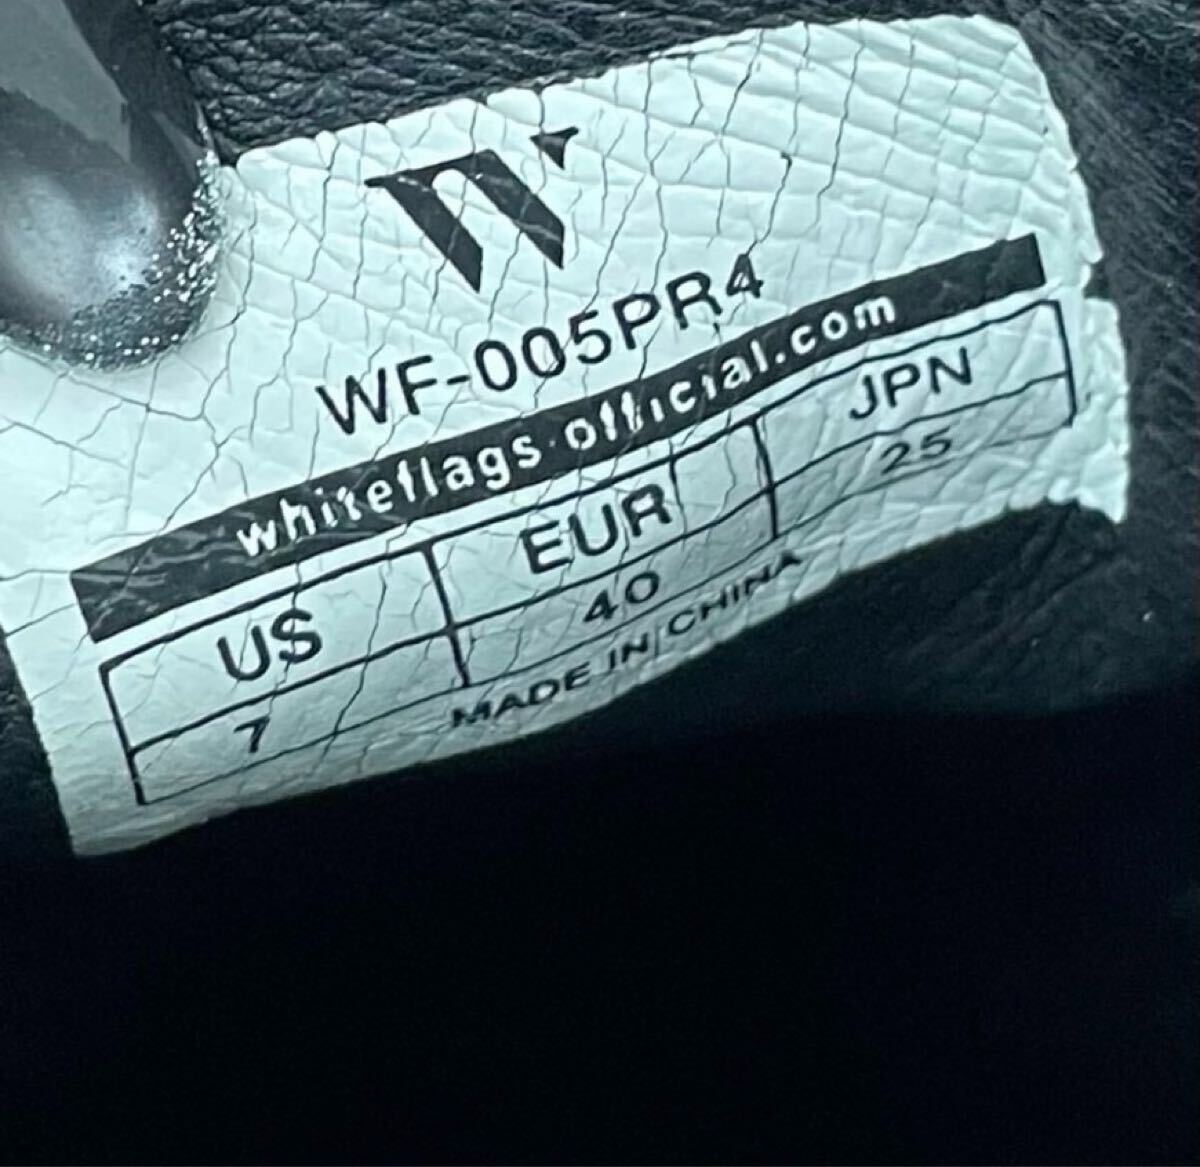 W
WF-005PR4
whiteflags-official.com
US EUR JPN
7 40 25
MADE IN CHINA